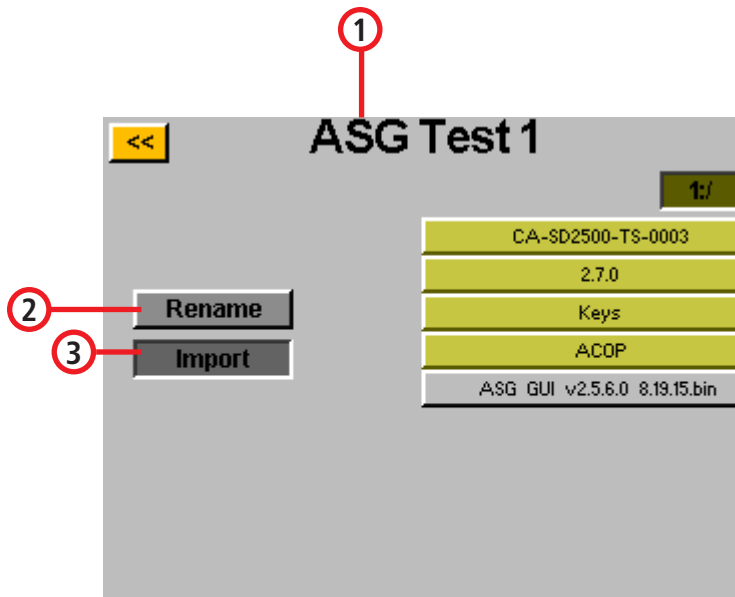 1
<< ASG Test 1
1:/
CA-SD2500-TS-0003
2.7.0
2 Rename Keys
3 Import ACOP
ASG GUI v2.5.6.0 8.19.15.bin